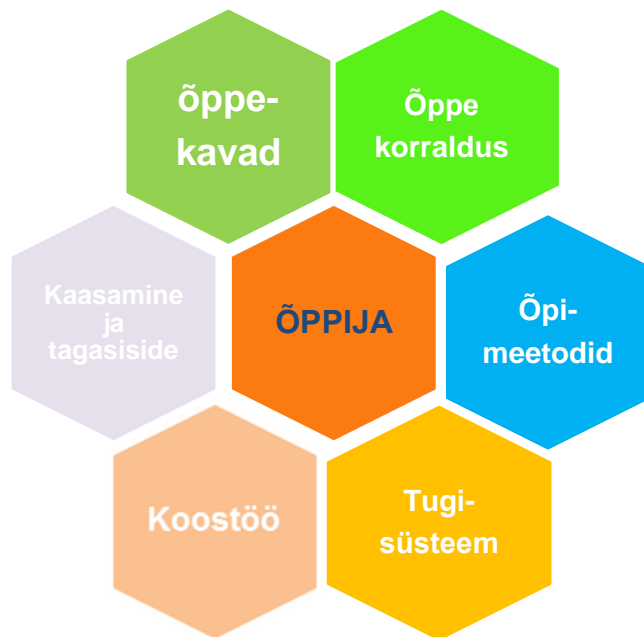 õppe-
kavad
Õppe
korraldus
Kaasamine
ja
tagasiside
ÕPPIJA
Õpi-
meetodid
Koostöö
Tugi-
süsteem